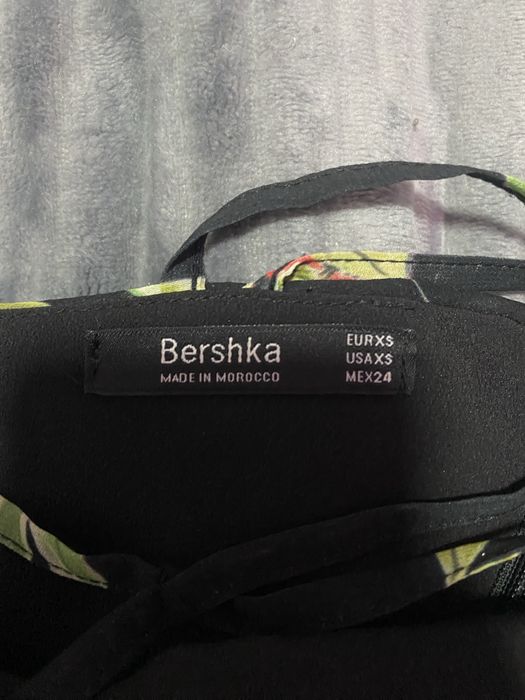 Bershka
MADE IN MOROCCO
EUR XS
USA XS
MEX 24